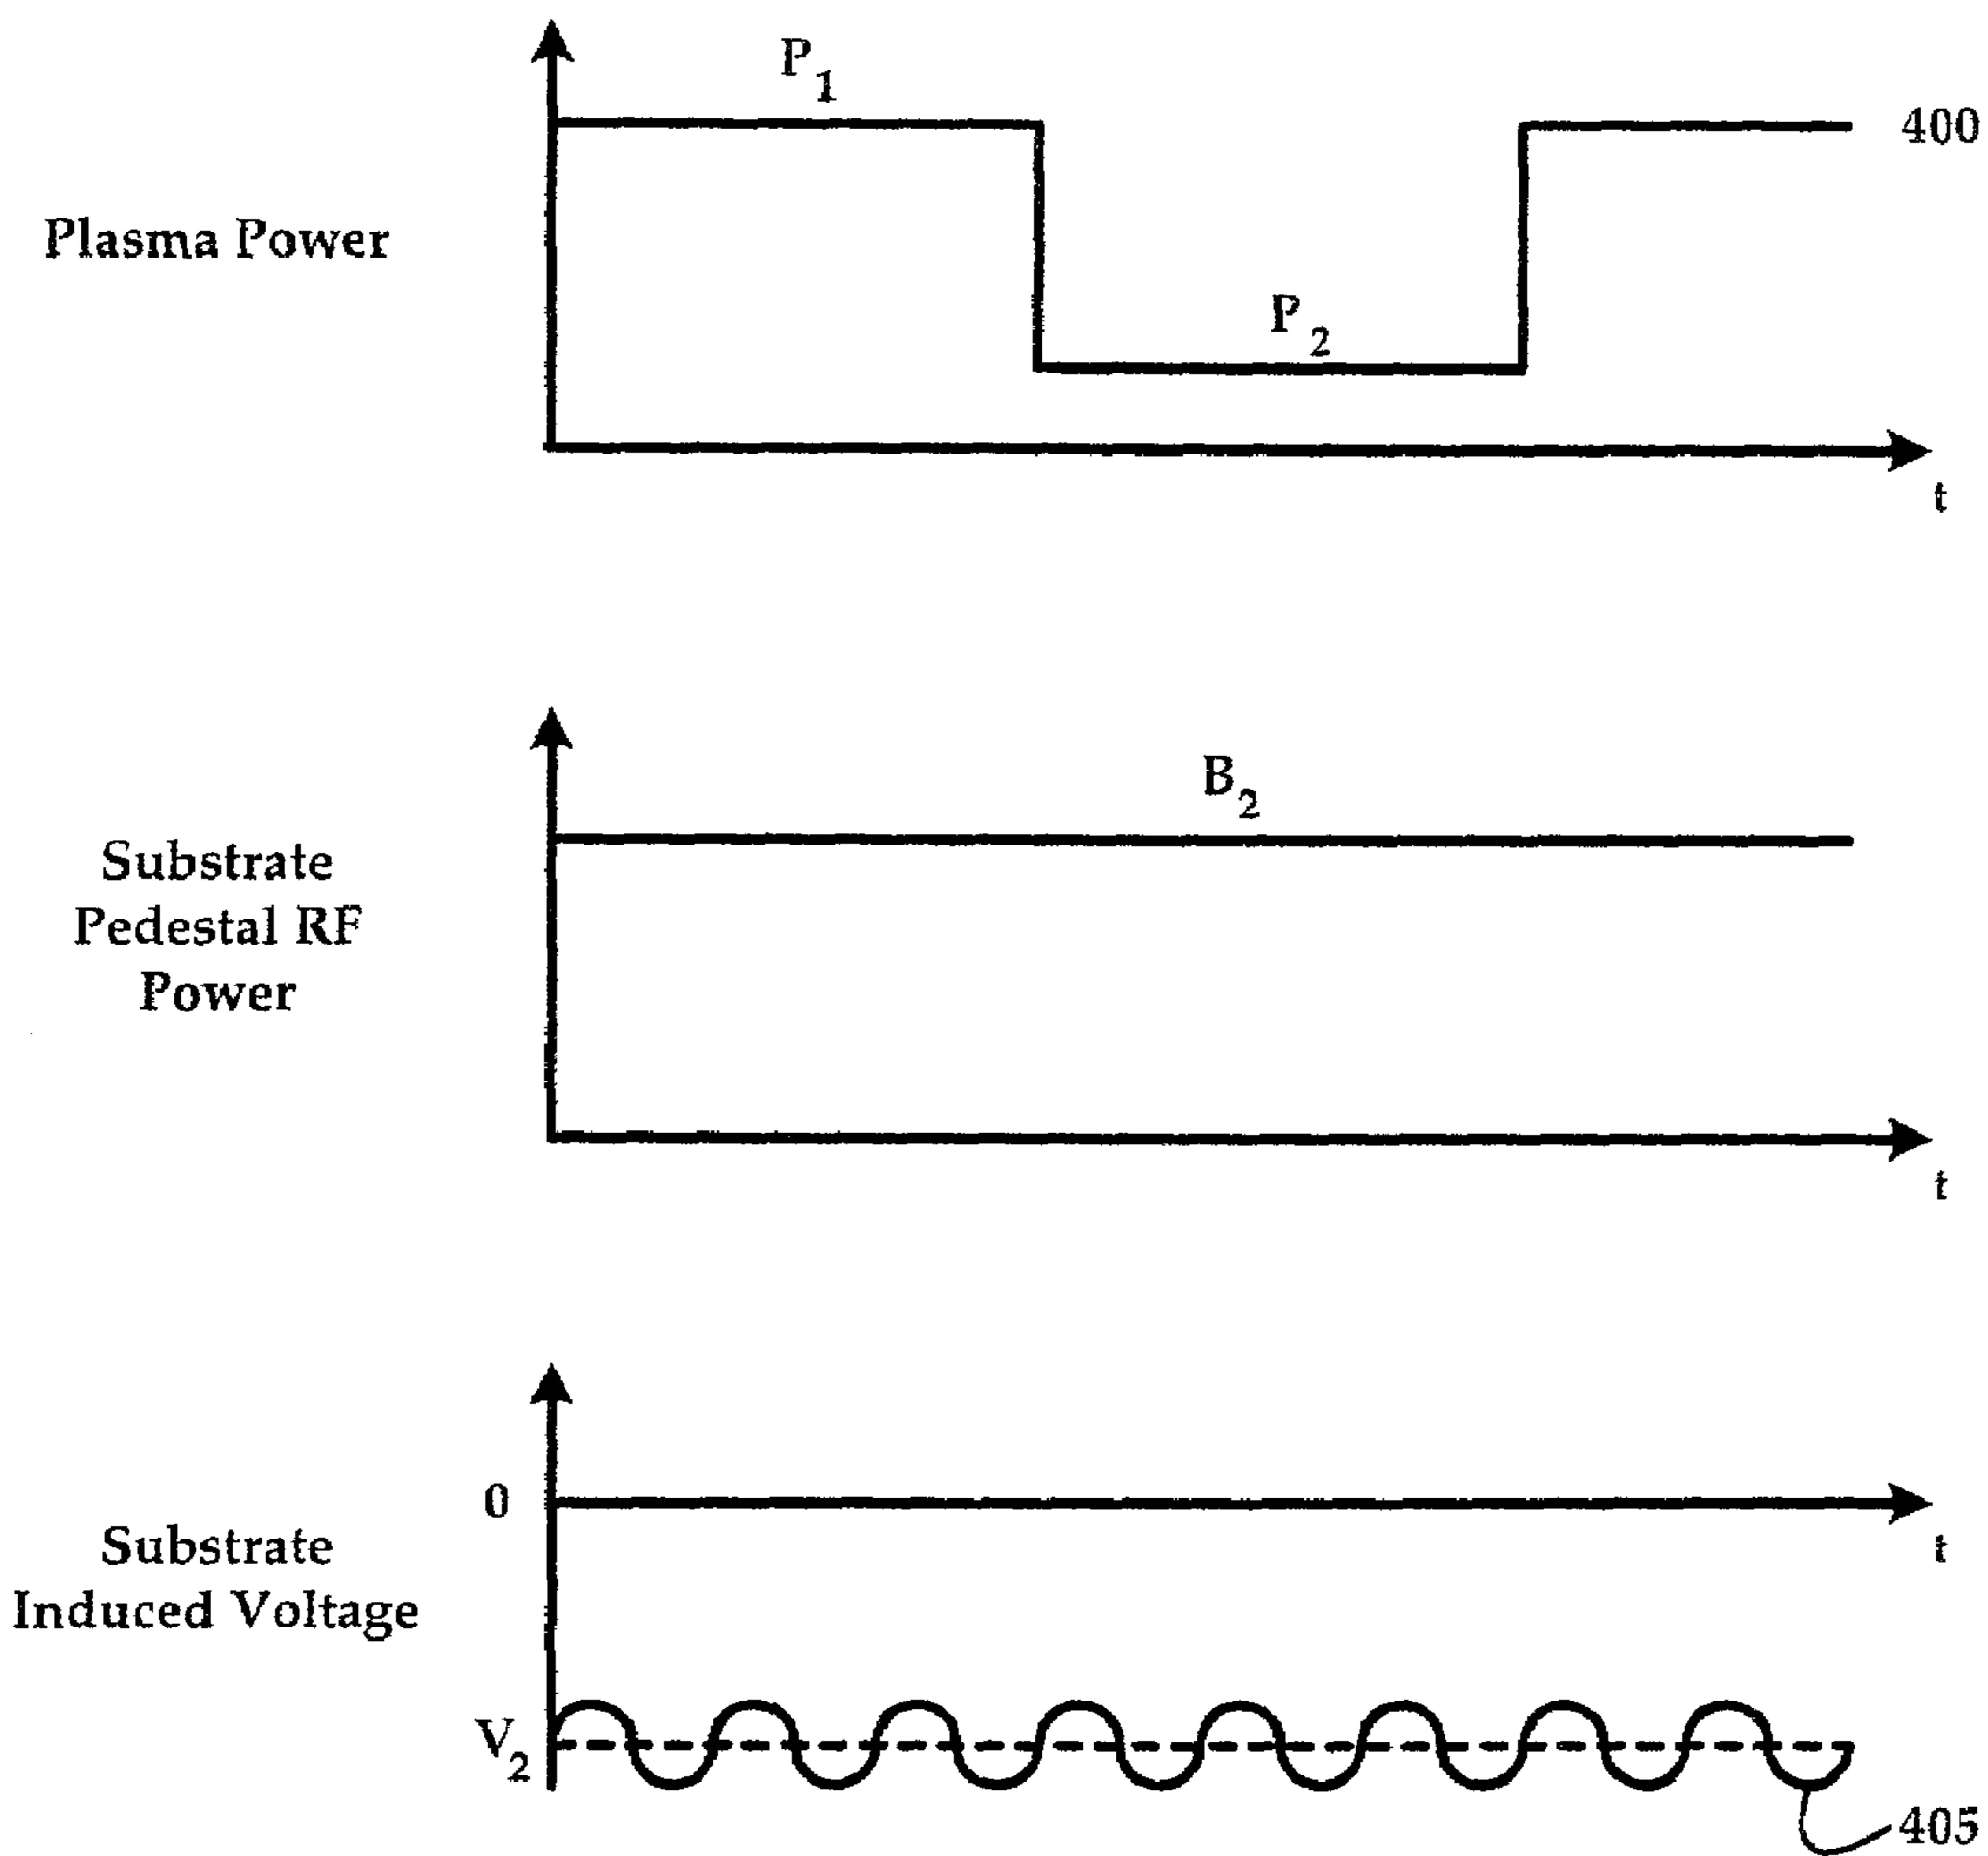 P1
400
Plasma Power
P2
t
B2
Substrate
Pedestal RF
Power
t
0
t
Substrate
Induced Voltage
V2
405